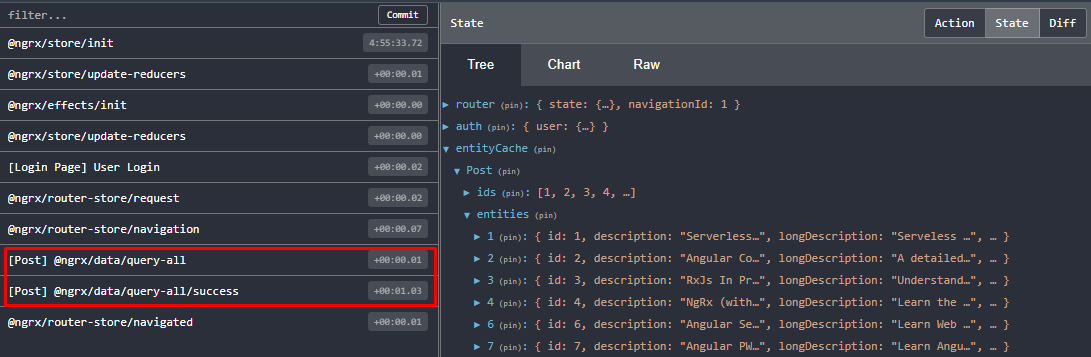 filter... Commit
@ngrx/store/init 4:55:33.72
@ngrx/store/update-reducers +00:00.01
@ngrx/effects/init +00:00.00
@ngrx/store/update-reducers +00:00.00
[Login Page] User Login +00:00.02
@ngrx/router-store/request +00:00.02
@ngrx/router-store/navigation +00:00.07
[Post] @ngrx/data/query-all +00:00.01
[Post] @ngrx/data/query-all/success +00:01.03
@ngrx/router-store/navigated +00:00.01
State Action State Diff
Tree Chart Raw
router (pin): { state: {…}, navigationId: 1 }
auth (pin): { user: {…} }
entityCache (pin)
Post (pin)
ids (pin): [1, 2, 3, 4, …]
entities (pin)
1 (pin): { id: 1, description: "Serverless…", longDescription: "Serveless …", … }
2 (pin): { id: 2, description: "Angular Co…", longDescription: "A detailed…", … }
3 (pin): { id: 3, description: "RxJs In Pr…", longDescription: "Understand…", … }
4 (pin): { id: 4, description: "NgRx (with…", longDescription: "Learn the …", … }
6 (pin): { id: 6, description: "Angular Se…", longDescription: "Learn Web …", … }
7 (pin): { id: 7, description: "Angular PW…", longDescription: "Learn Angu…", … }